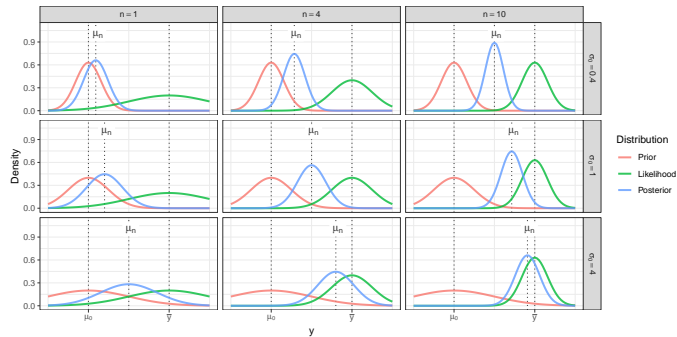 n = 1
n = 4
n = 10
μn
μn
μn
σ0 = 0.4
0.9
0.6
0.3
0.0
μn
μn
μn
σ0 = 1
0.9
0.6
0.3
0.0
μn
μn
μn
σ0 = 4
0.9
0.6
0.3
0.0
Density
μ0
y̅
μ0
y̅
μ0
y̅
y
Distribution
Prior
Likelihood
Posterior